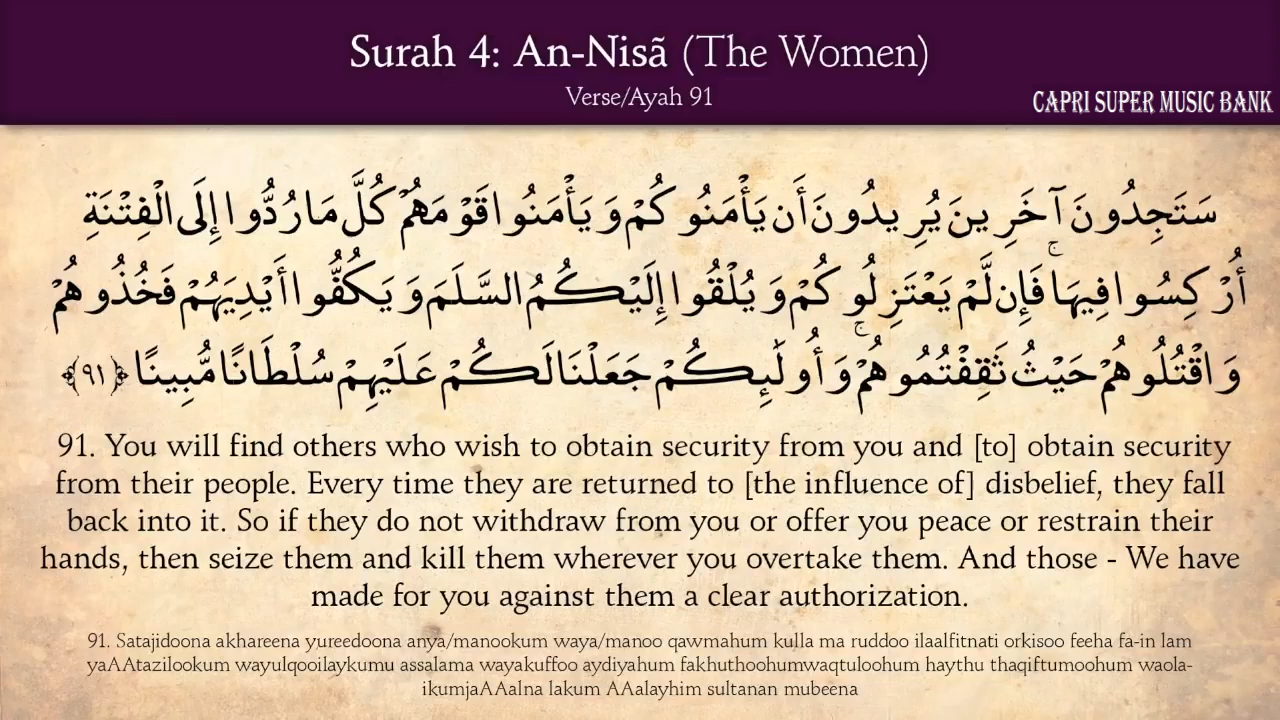 Surah 4: An-Nisã (The Women)
Verse/Ayah 91
CAPRI SUPER MUSIC BANK
سَتَجِدُونَ آخَرِينَ يُرِيدُونَ أَن يَأْمَنُوكُمْ وَيَأْمَنُوا قَوْمَهُمْ كُلَّ مَا رُدُّوا إِلَى الْفِتْنَةِ
أُرْكِسُوا فِيهَا ۚ فَإِن لَّمْ يَعْتَزِلُوكُمْ وَيُلْقُوا إِلَيْكُمُ السَّلَمَ وَيَكُفُّوا أَيْدِيَهُمْ فَخُذُوهُمْ
وَاقْتُلُوهُمْ حَيْثُ ثَقِفْتُمُوهُمْ ۚ وَأُولَٰئِكُمْ جَعَلْنَا لَكُمْ عَلَيْهِمْ سُلْطَانًا مُّبِينًا ﴿٩١﴾
91. You will find others who wish to obtain security from you and [to] obtain security
from their people. Every time they are returned to [the influence of] disbelief, they fall
back into it. So if they do not withdraw from you or offer you peace or restrain their
hands, then seize them and kill them wherever you overtake them. And those - We have
made for you against them a clear authorization.
91. Satajidoona akhareena yureedoona anya/manookum waya/manoo qawmahum kulla ma ruddoo ilaalfitnati orkisoo feeha fa-in lam
yaAAtazilookum wayulqooilaykumu assalama wayakuffoo aydiyahum fakhuthoohumwaqtuloohum haythu thaqiftumoohum waola-
ikumjaAAalna lakum AAalayhim sultanan mubeena